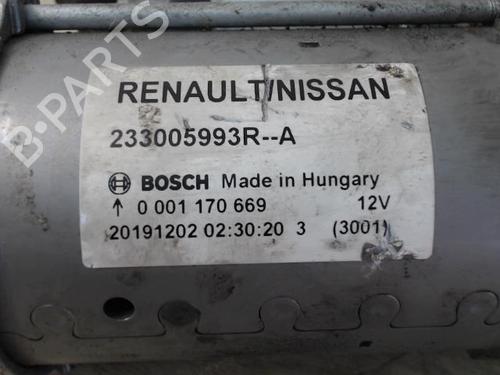 B-PARTS
RENAULT/NISSAN
233005993R--A
BOSCH Made in Hungary
↑ 0 001 170 669 12V
20191202 02:30:20 3 (3001)